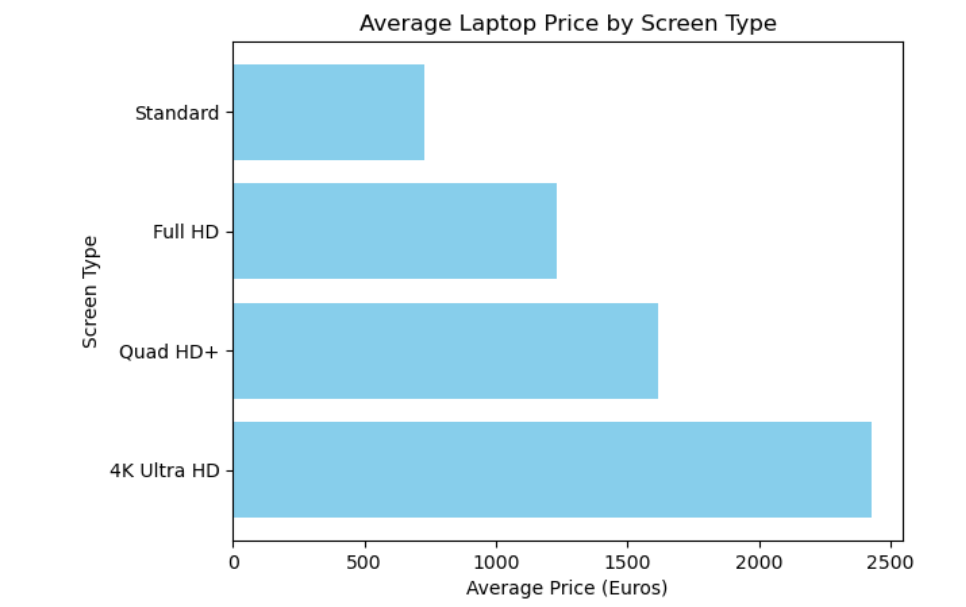 Average Laptop Price by Screen Type
Standard
Full HD
Quad HD+
4K Ultra HD
Screen Type
0 500 1000 1500 2000 2500
Average Price (Euros)